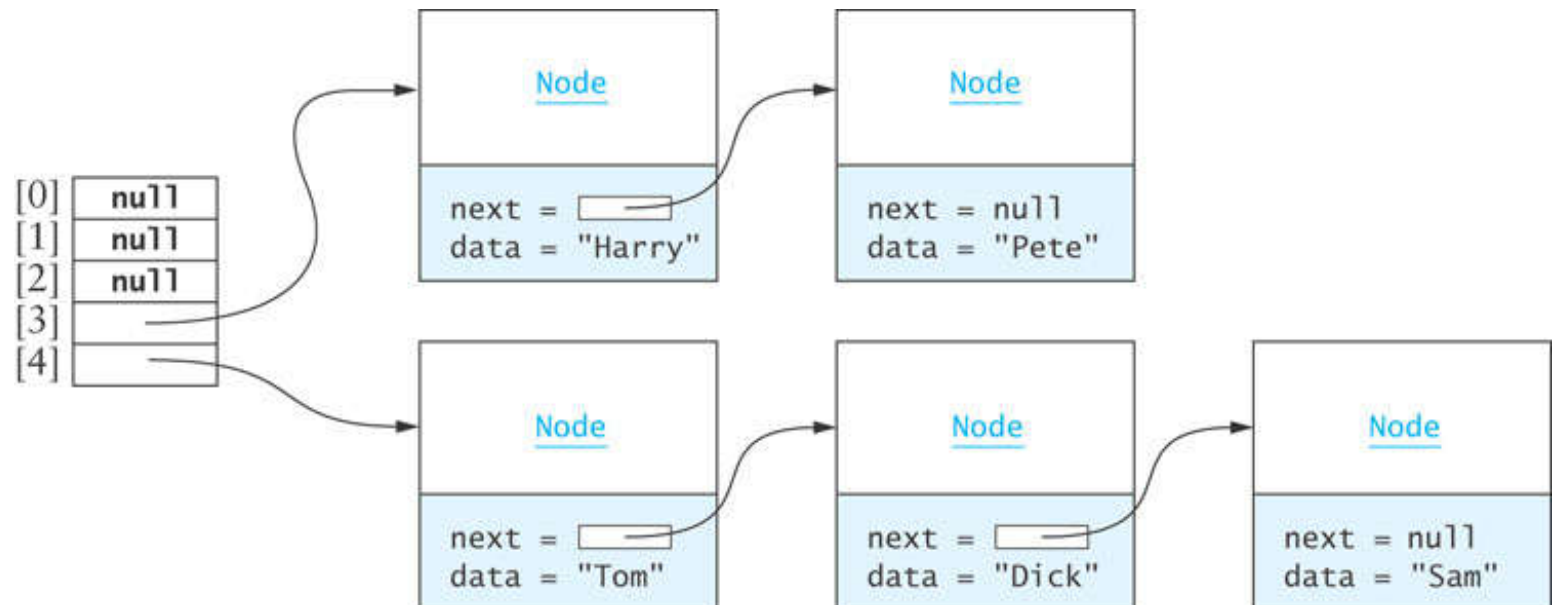 Node
Node
[0] null
[1] null
[2] null
[3]
[4]
next =
data = "Harry"
next = null
data = "Pete"
Node
Node
Node
next =
data = "Tom"
next =
data = "Dick"
next = null
data = "Sam"